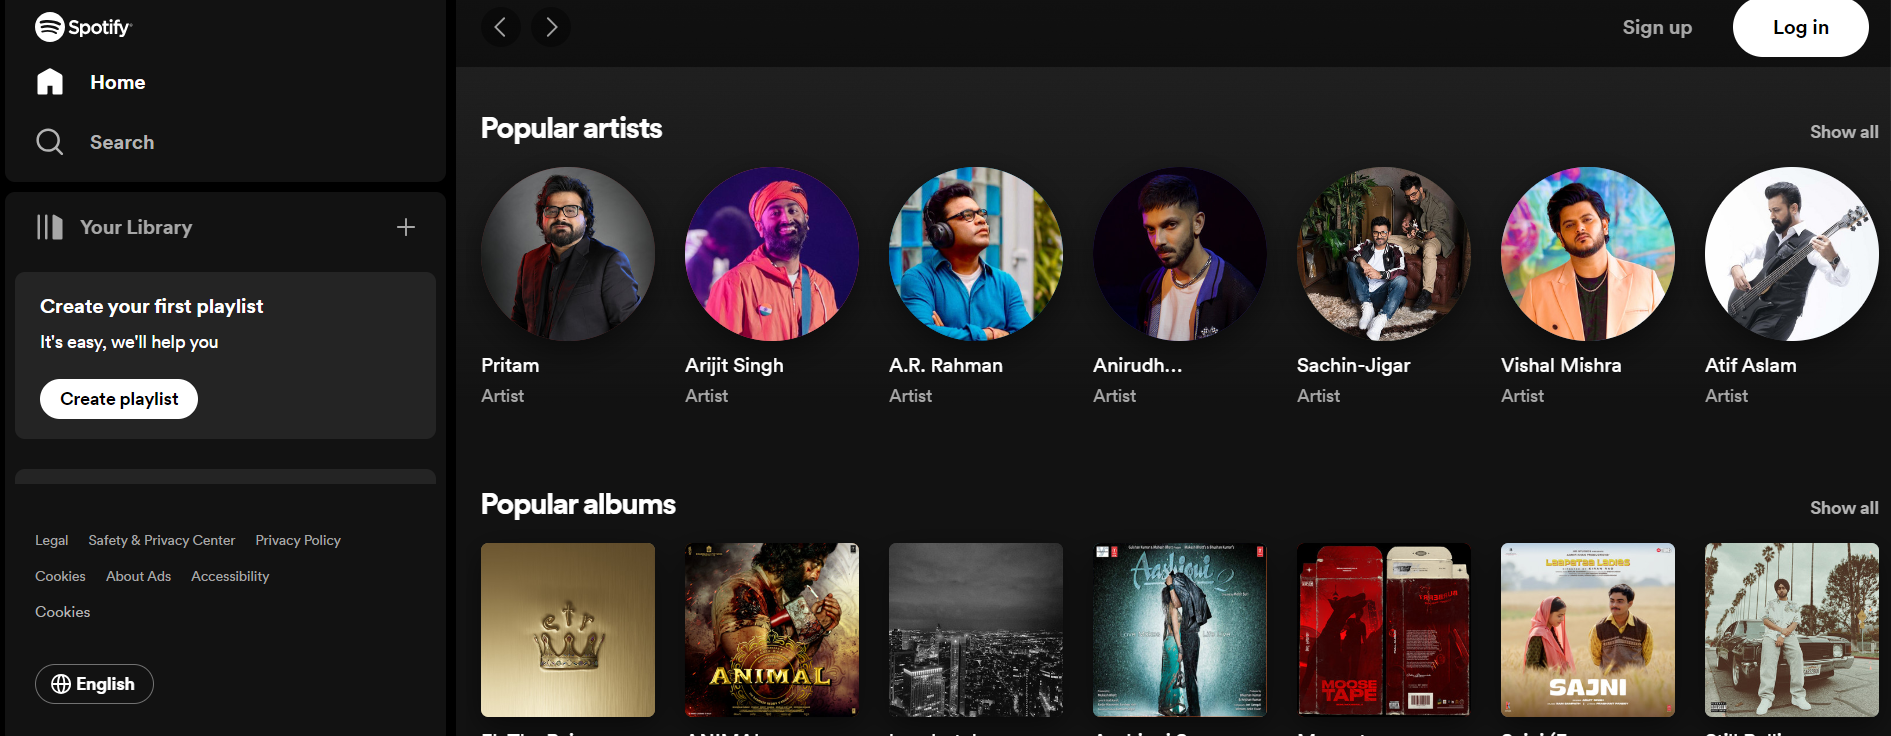 Spotify
Home
Search
Your Library
Create your first playlist
It's easy, we'll help you
Create playlist
Legal Safety & Privacy Center Privacy Policy
Cookies About Ads Accessibility
Cookies
English
Sign up Log in
Popular artists Show all
Pritam Arijit Singh A.R. Rahman Anirudh... Sachin-Jigar Vishal Mishra Atif Aslam
Artist Artist Artist Artist Artist Artist Artist
Popular albums Show all
etr
ANIMAL
Aashiqui 2
MOOSE
TAPE
Laapataa Ladies
SAJNI